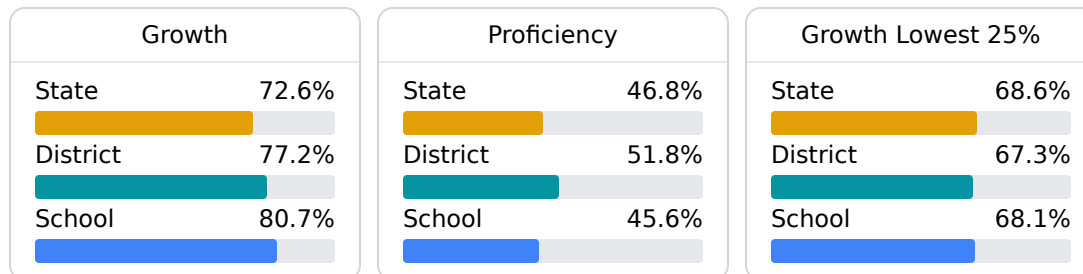 Growth
State 72.6%
District 77.2%
School 80.7%
Proficiency
State 46.8%
District 51.8%
School 45.6%
Growth Lowest 25%
State 68.6%
District 67.3%
School 68.1%